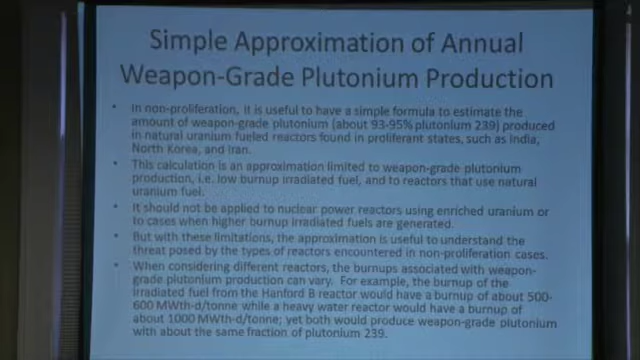 Simple Approximation of Annual
Weapon-Grade Plutonium Production
• In non-proliferation, it is useful to have a simple formula to estimate the
amount of weapon-grade plutonium (about 93-95% plutonium 239) produced
in natural uranium fueled reactors found in proliferant states, such as India,
North Korea, and Iran.
• This calculation is an approximation limited to weapon-grade plutonium
production, i.e. low burnup irradiated fuel, and to reactors that use natural
uranium fuel.
• It should not be applied to nuclear power reactors using enriched uranium or
to cases when higher burnup irradiated fuels are generated.
• But with these limitations, the approximation is useful to understand the
threat posed by the types of reactors encountered in non-proliferation cases.
• When considering different reactors, the burnups associated with weapon-
grade plutonium production can vary. For example, the burnup of the
irradiated fuel from the Hanford B reactor would have a burnup of about 500-
600 MWth-d/tonne while a heavy water reactor would have a burnup of
about 1000 MWth-d/tonne; yet both would produce weapon-grade plutonium
with about the same fraction of plutonium 239.